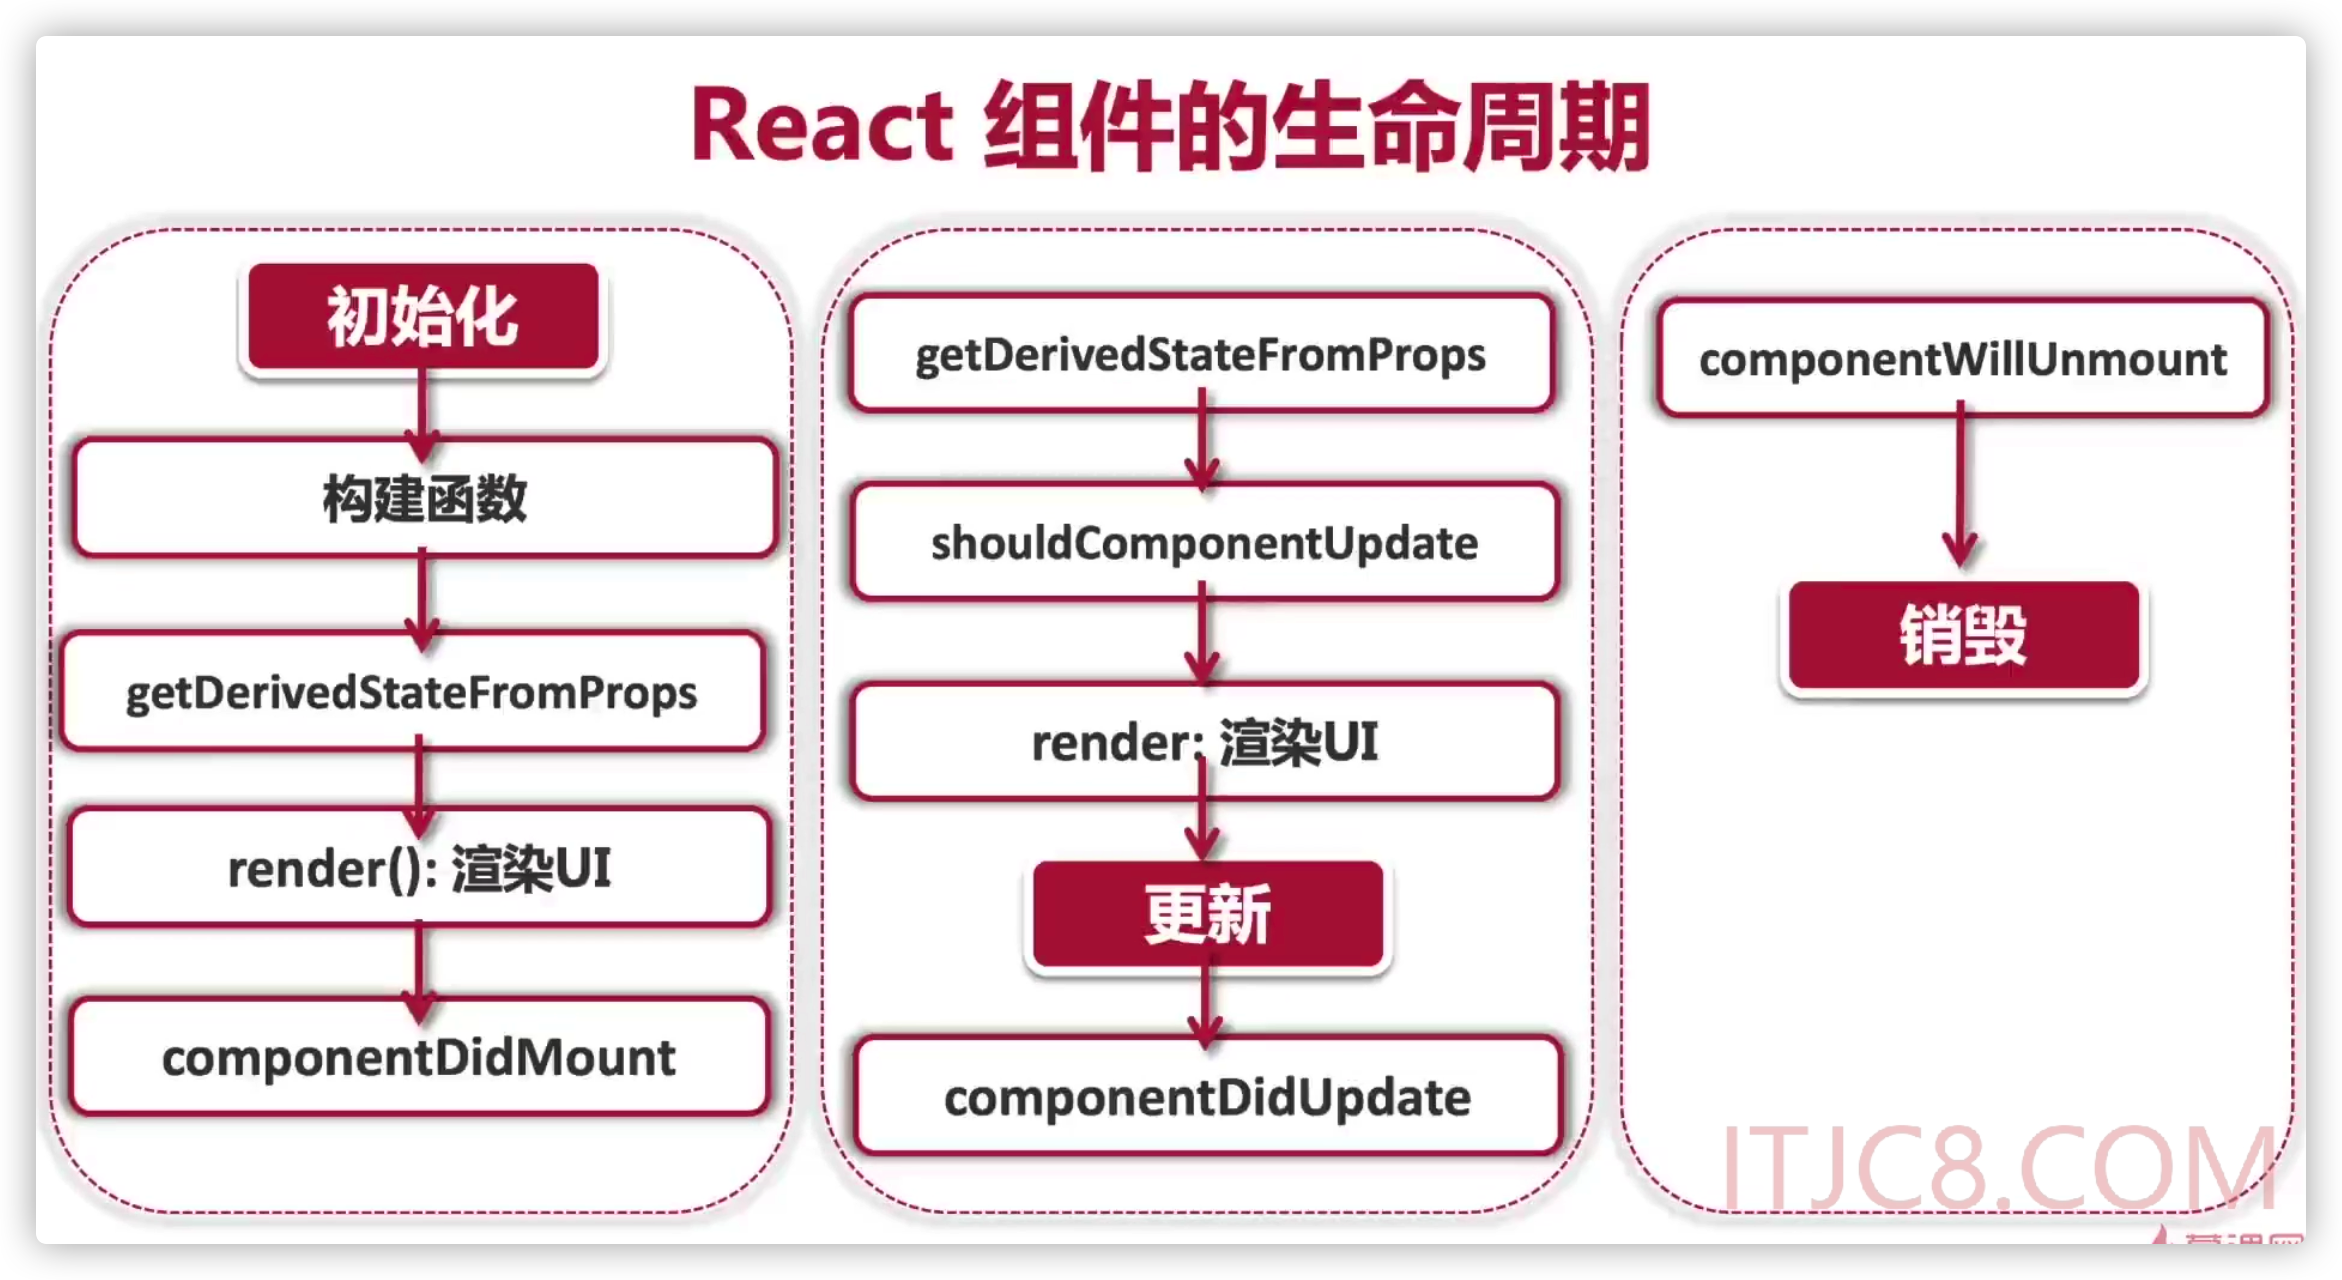 React 组件的生命周期
初始化
构建函数
getDerivedStateFromProps
render(): 渲染UI
componentDidMount
getDerivedStateFromProps
shouldComponentUpdate
render: 渲染UI
更新
componentDidUpdate
componentWillUnmount
销毁
ITJC8.COM